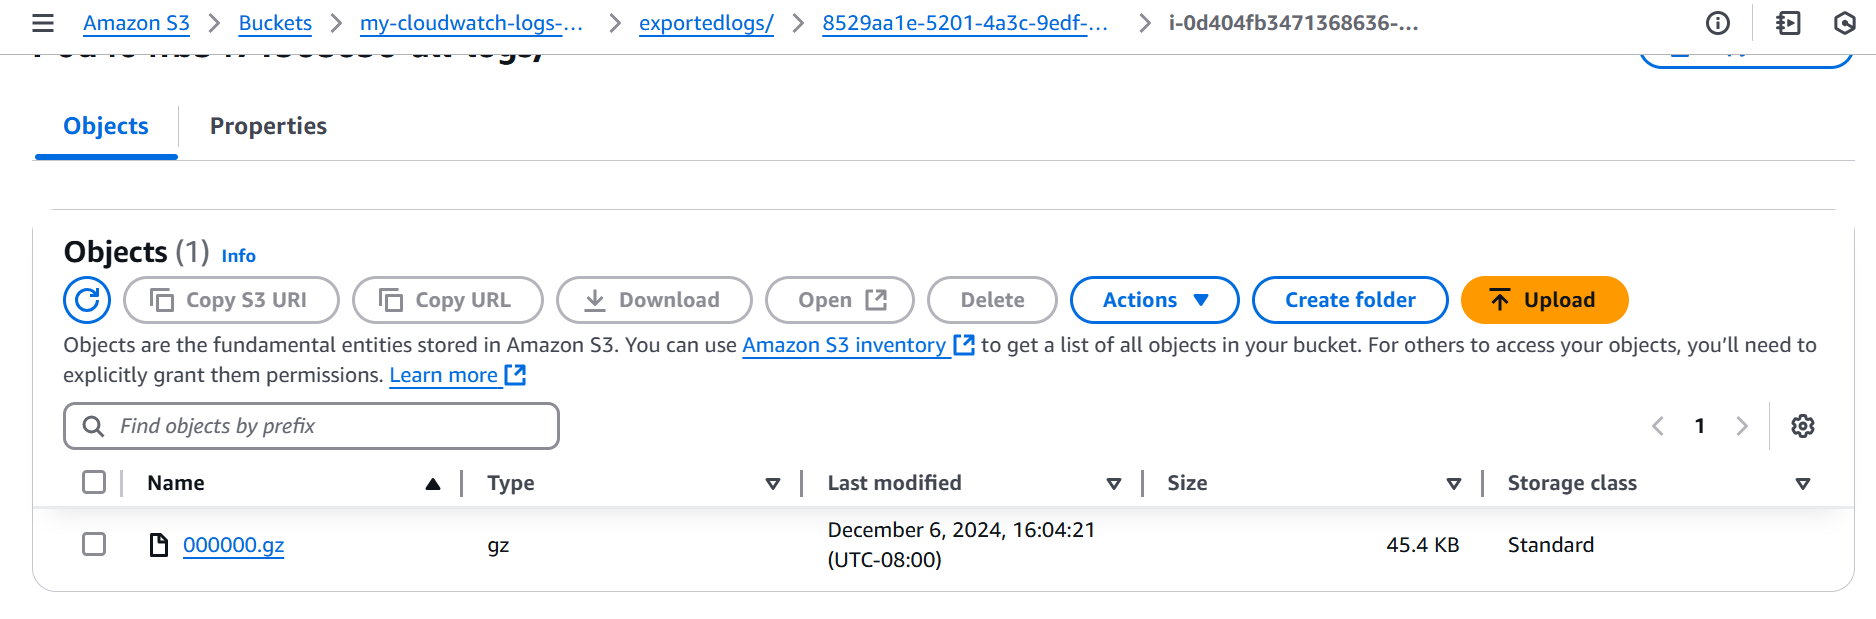 Amazon S3 > Buckets > my-cloudwatch-logs-... > exportedlogs/ > 8529aa1e-5201-4a3c-9edf-... > i-0d404fb3471368636-...
Objects
Properties
Objects (1) Info
Copy S3 URI
Copy URL
Download
Open
Delete
Actions
Create folder
Upload
Objects are the fundamental entities stored in Amazon S3. You can use Amazon S3 inventory to get a list of all objects in your bucket. For others to access your objects, you’ll need to
explicitly grant them permissions. Learn more
Find objects by prefix
1
Name Type Last modified Size Storage class
000000.gz gz December 6, 2024, 16:04:21 (UTC-08:00) 45.4 KB Standard